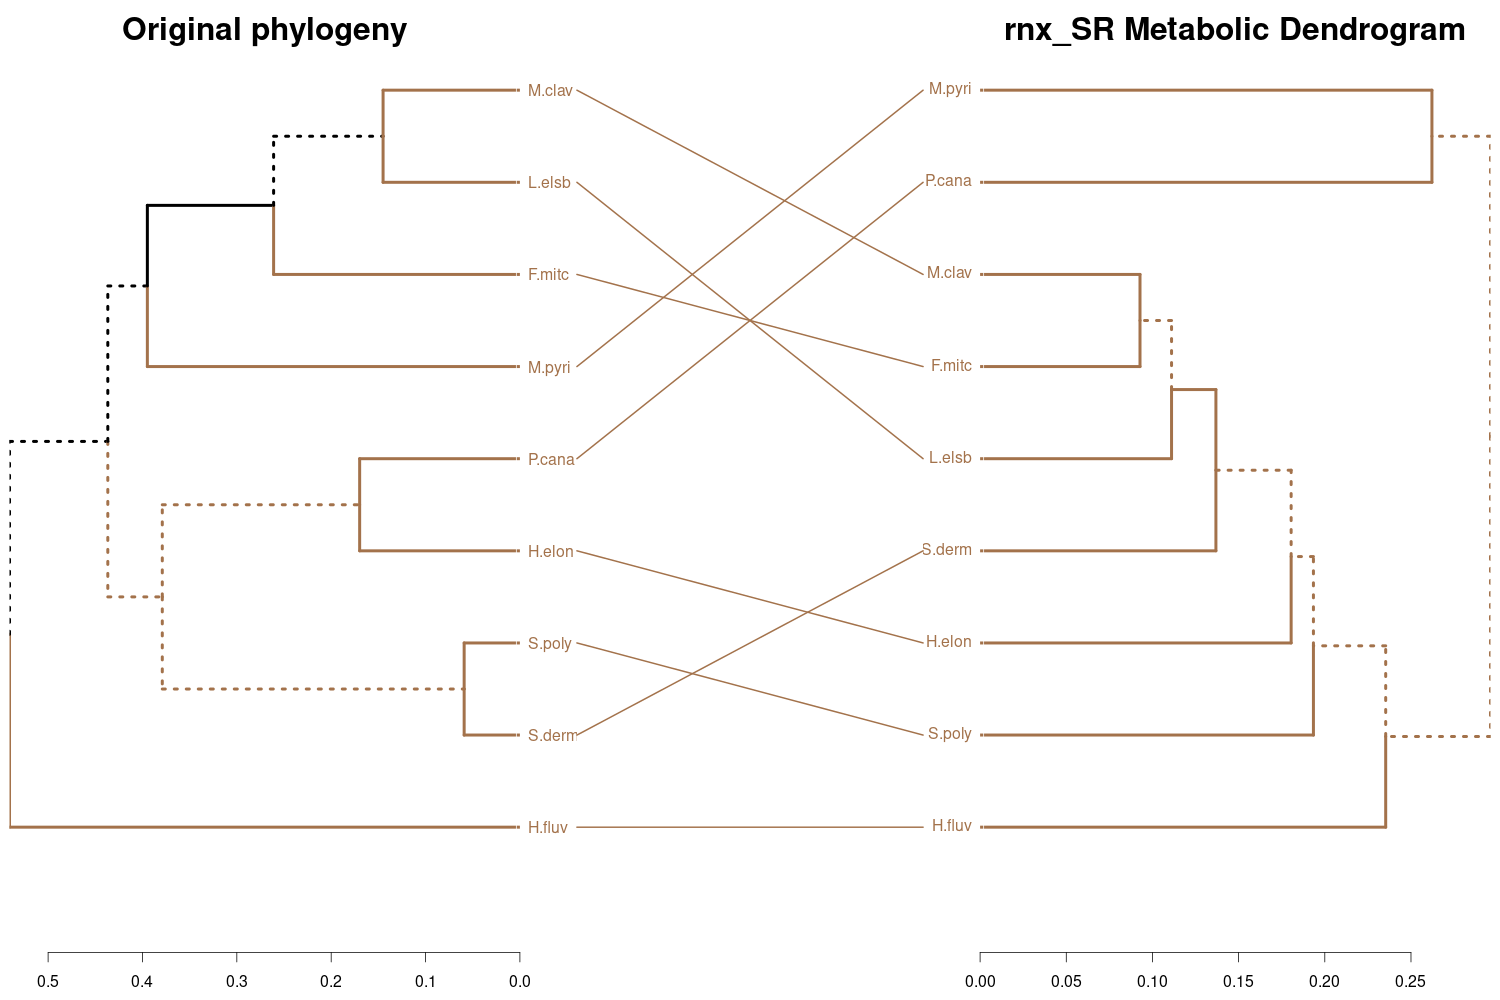 Original phylogeny
rnx_SR Metabolic Dendrogram
M.clav
L.elsb
F.mitc
M.pyri
P.cana
H.elon
S.poly
S.derm
H.fluv
M.pyri
P.cana
M.clav
F.mitc
L.elsb
S.derm
H.elon
S.poly
H.fluv
0.5 0.4 0.3 0.2 0.1 0.0
0.00 0.05 0.10 0.15 0.20 0.25